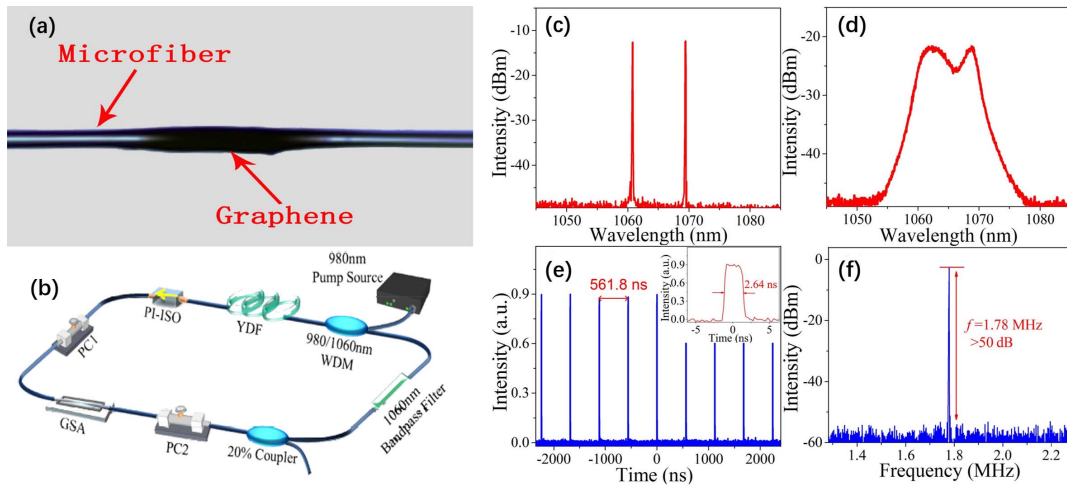 (a)
Microfiber
Graphene
(b)
980nm
Pump Source
PI-ISO
YDF
980/1060nm
WDM
PC1
GSA
PC2
20% Coupler
1060nm
Bandpass Filter
(c)
Intensity (dBm)
-10
-20
-30
-40
-50
1050 1060 1070 1080
Wavelength (nm)
(d)
Intensity (dBm)
-20
-30
-40
1050 1060 1070 1080
Wavelength (nm)
(e)
Intensity (a.u.)
0.9
0.6
0.3
0.0
561.8 ns
-2000 -1000 0 1000 2000
Time (ns)
Intensity (a.u.)
0.9
0.6
0.3
0.0
2.64 ns
-5 0 5
Time (ns)
(f)
Intensity (dBm)
0
-20
-40
-60
f=1.78 MHz
>50 dB
1.4 1.6 1.8 2.0 2.2
Frequency (MHz)